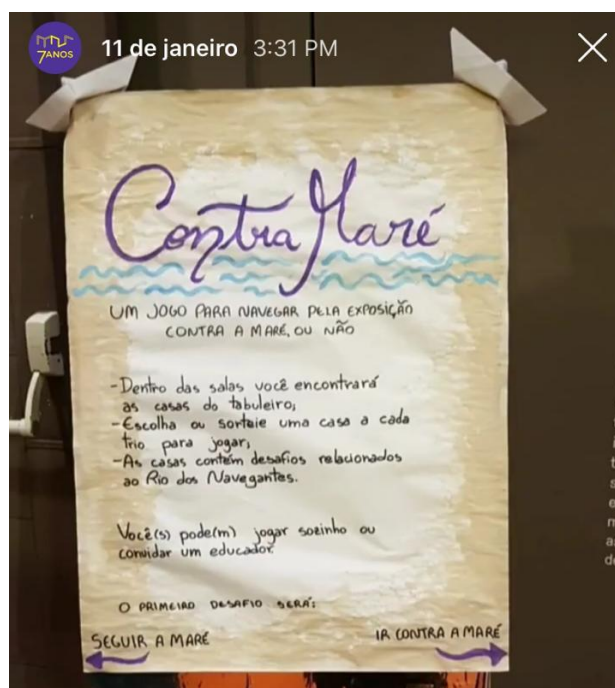 7ANOS
11 de janeiro 3:31 PM
Contra Maré
UM JOGO PARA NAVEGAR PELA EXPOSIÇÃO
CONTRA A MARÉ, OU NÃO
-Dentro das salas você encontrará
as casas do tabuleiro;
-Escolha ou sorteie uma casa a cada
trio para jogar;
-As casas contém desafios relacionados
ao Rio dos Navegantes.
Você(s) pode(m) jogar sozinho ou
convidar um educador.
O PRIMEIRO DESAFIO SERÁ:
SEGUIR A MARÉ
IR CONTRA A MARÉ